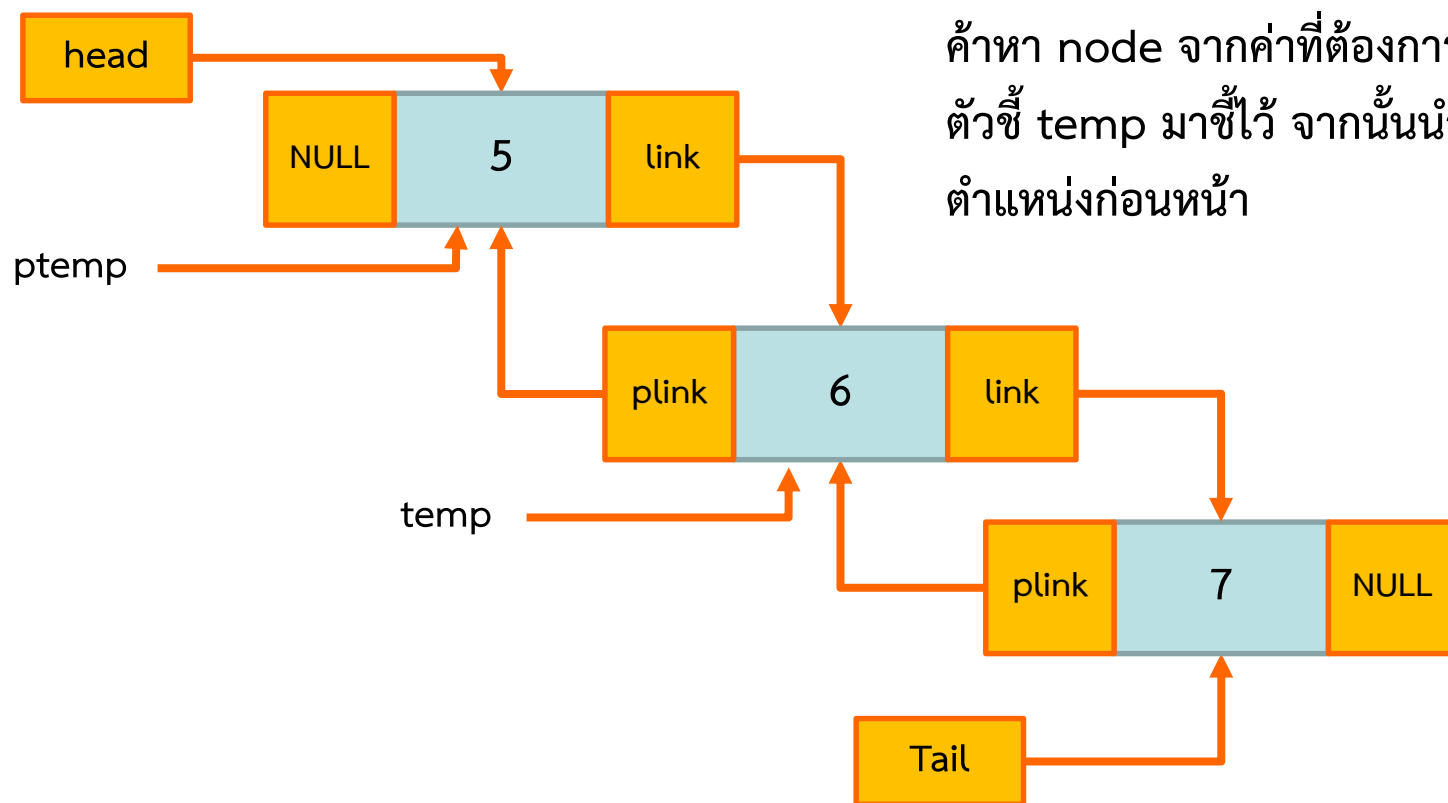 head
ค้าหา node จากค่าที่ต้องการ
ตัวชี้ temp มาชี้ไว้ จากนั้นนำ
ตำแหน่งก่อนหน้า
NULL 5 link
ptemp
plink 6 link
temp
plink 7 NULL
Tail